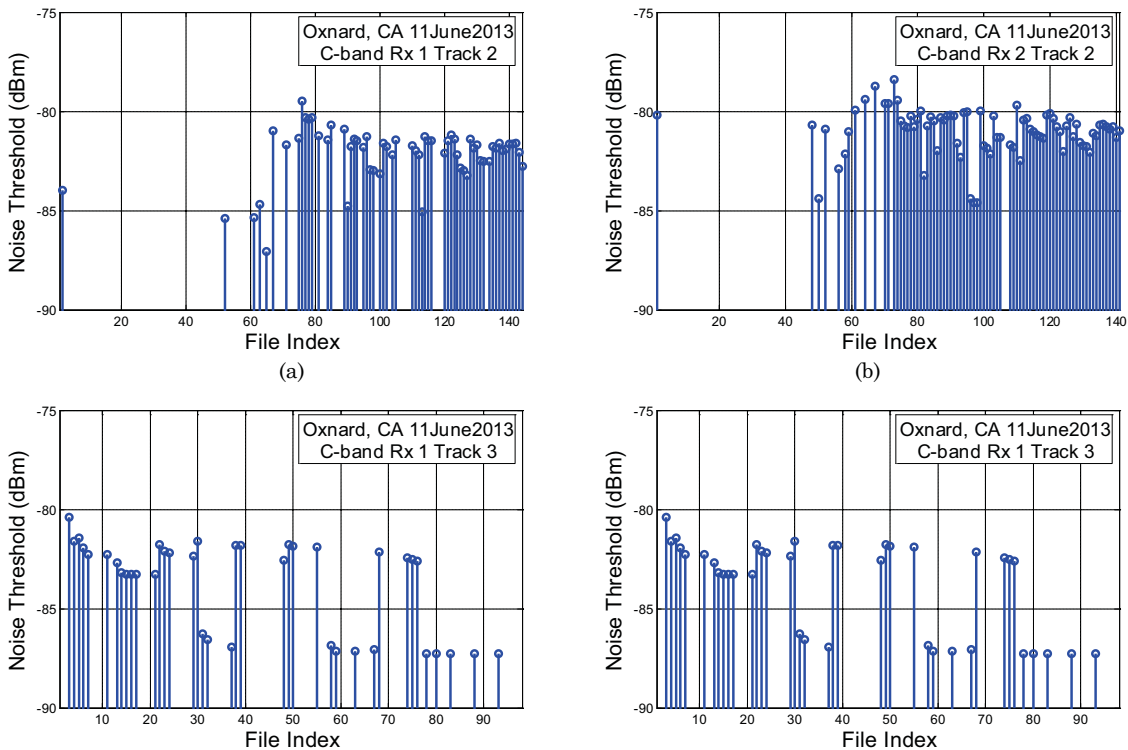 Oxnard, CA 11June2013
C-band Rx 1 Track 2
Noise Threshold (dBm)
-75
-80
-85
-90
20 40 60 80 100 120 140
File Index
(a)
Oxnard, CA 11June2013
C-band Rx 2 Track 2
Noise Threshold (dBm)
-75
-80
-85
-90
20 40 60 80 100 120 140
File Index
(b)
Oxnard, CA 11June2013
C-band Rx 1 Track 3
Noise Threshold (dBm)
-75
-80
-85
-90
10 20 30 40 50 60 70 80 90
File Index
Oxnard, CA 11June2013
C-band Rx 1 Track 3
Noise Threshold (dBm)
-75
-80
-85
-90
10 20 30 40 50 60 70 80 90
File Index